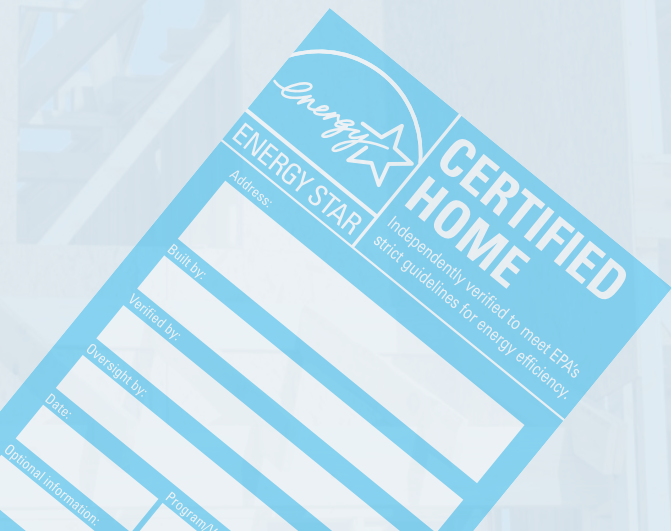 energy
ENERGY STAR
CERTIFIED
HOME
Independently verified to meet EPA's
strict guidelines for energy efficiency.
Address:
Built by:
Verified by:
Oversight by:
Date:
Optional information: